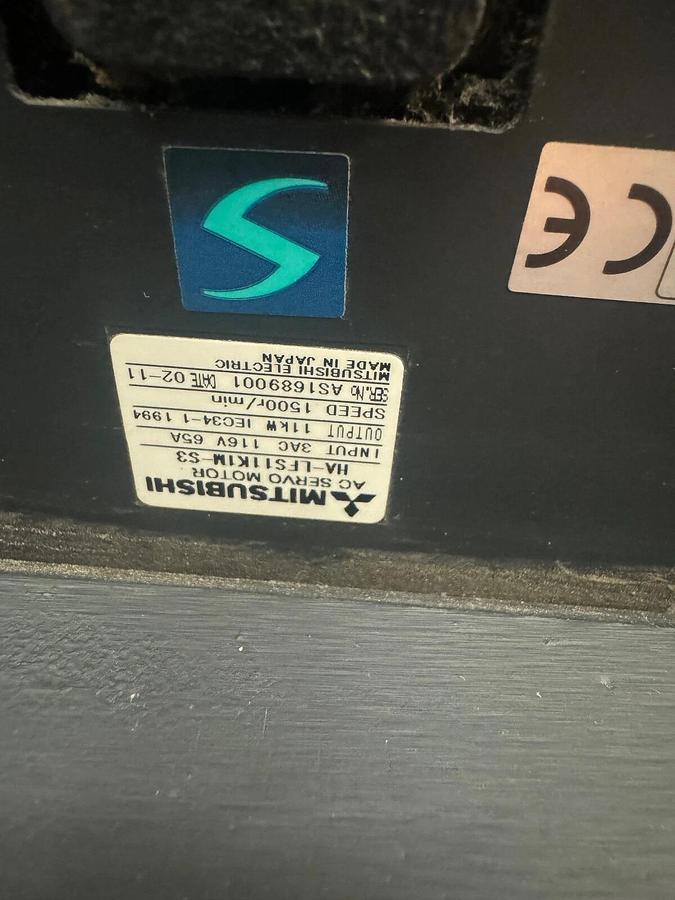 MITSUBISHI
AC SERVO MOTOR
HA-LFS11K1M-S3
INPUT 3AC 116V 65A
OUTPUT 11kW IEC34-1 1994
SPEED 1500r/min
SER.No AS1689001 DATE 02-11
MITSUBISHI ELECTRIC
MADE IN JAPAN
CE